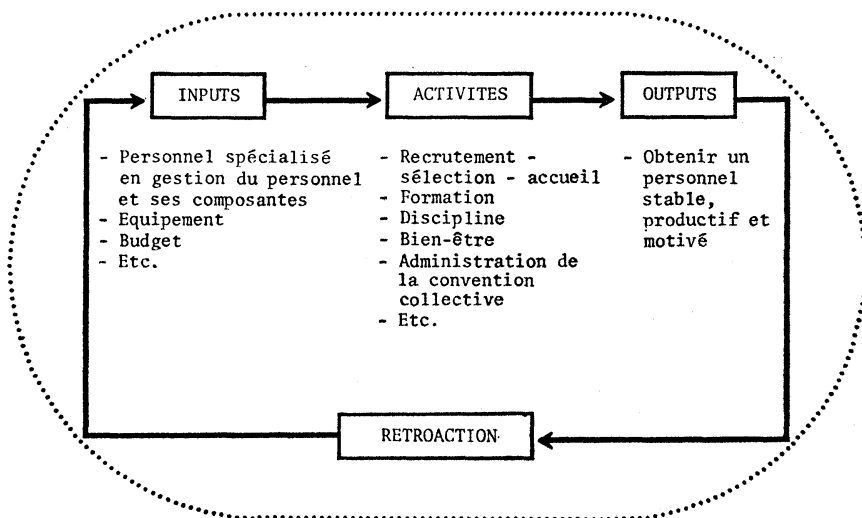 INPUTS
ACTIVITES
OUTPUTS
- Personnel spécialisé
en gestion du personnel
et ses composantes
- Equipement
- Budget
- Etc.
- Recrutement -
sélection - accueil
- Formation
- Discipline
- Bien-être
- Administration de
la convention
collective
- Etc.
- Obtenir un
personnel
stable,
productif et
motivé
RETROACTION